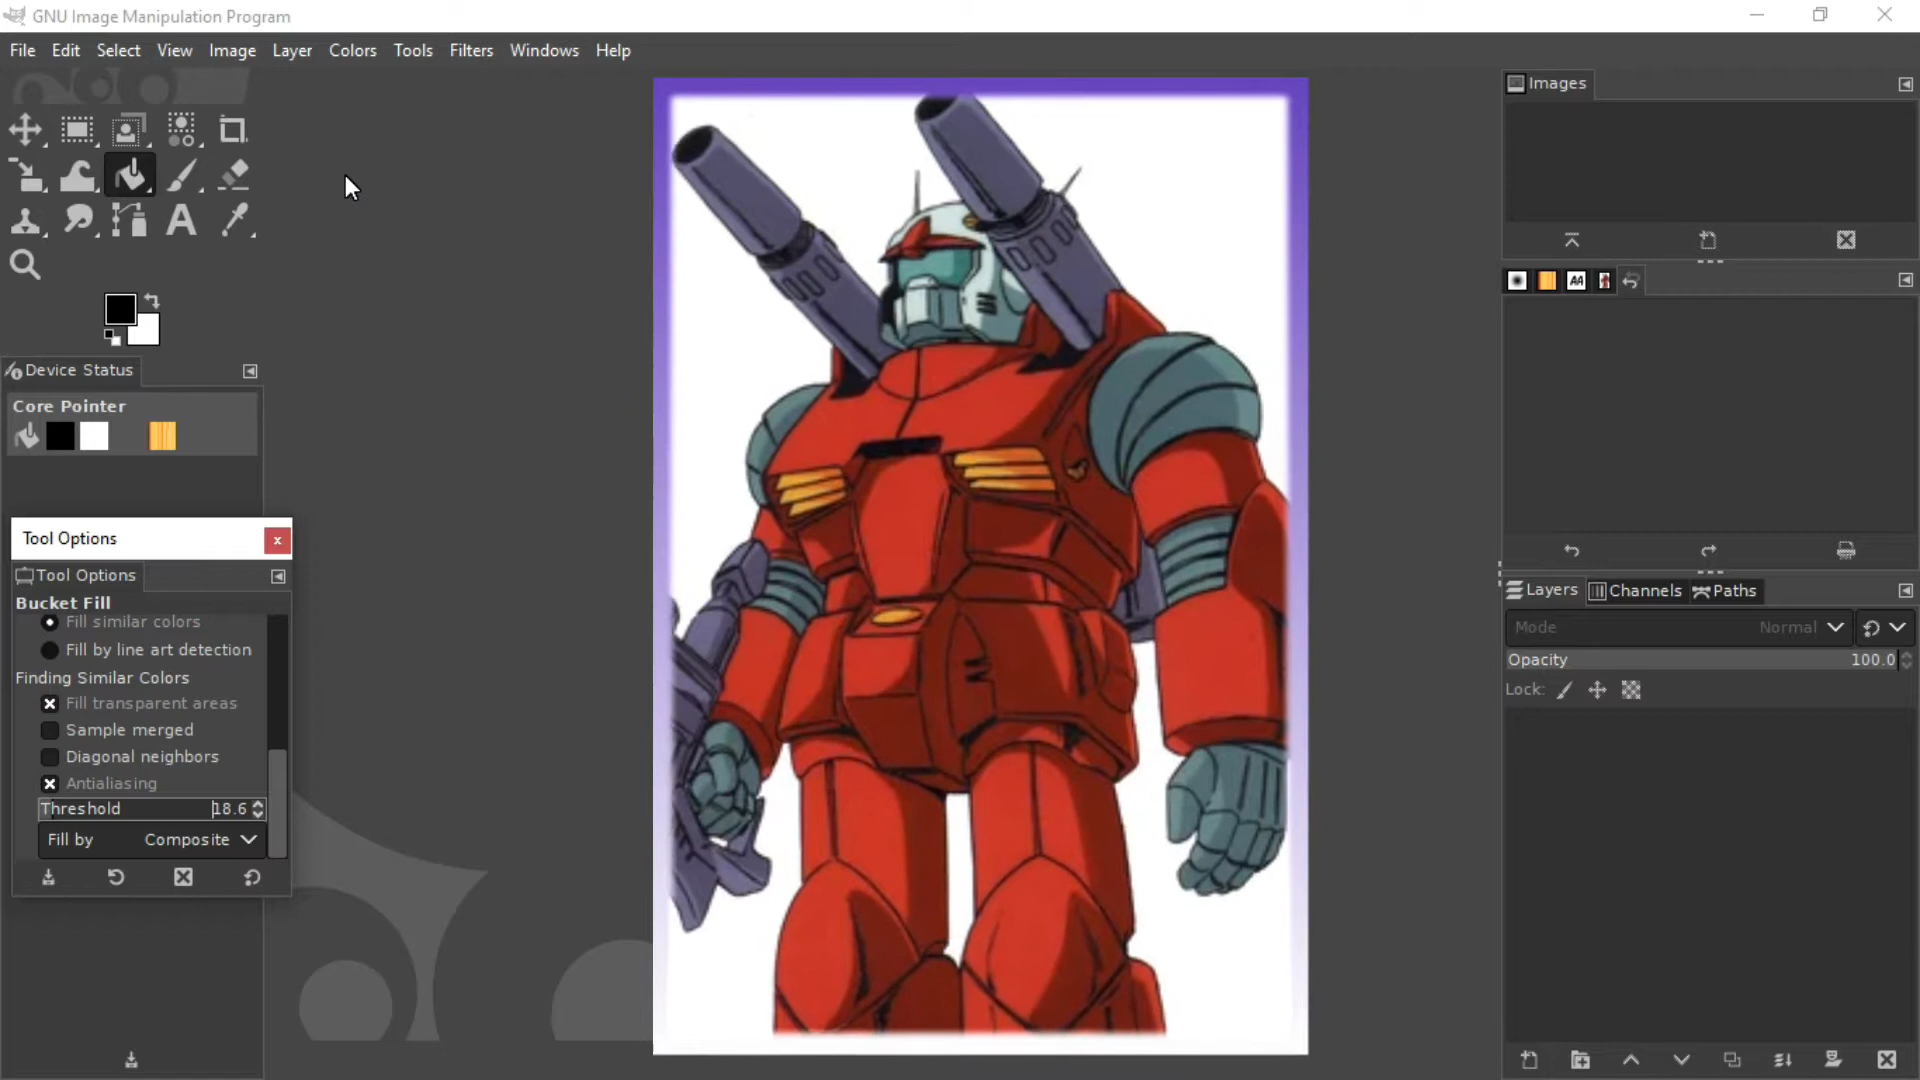 GNU Image Manipulation Program
File Edit Select View Image Layer Colors Tools Filters Windows Help
Images
Device Status
Core Pointer
Tool Options
Tool Options
Bucket Fill
Fill similar colors
Fill by line art detection
Finding Similar Colors
Fill transparent areas
Sample merged
Diagonal neighbors
Antialiasing
Threshold 18.6
Fill by Composite
Layers Channels Paths
Mode Normal
Opacity 100.0
Lock: